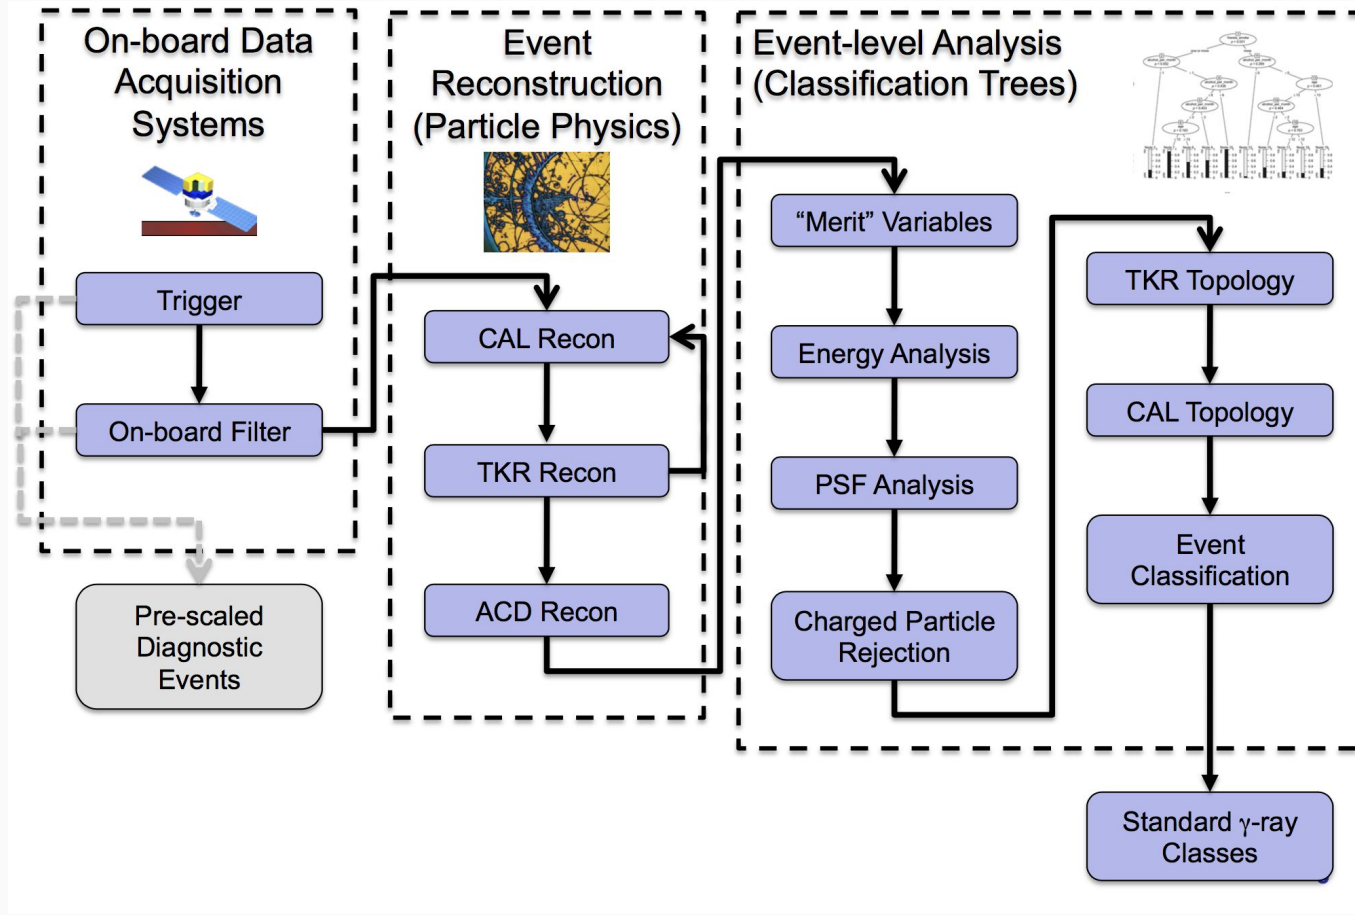 On-board Data
Acquisition
Systems
Trigger
On-board Filter
Pre-scaled
Diagnostic
Events
Event
Reconstruction
(Particle Physics)
CAL Recon
TKR Recon
ACD Recon
Event-level Analysis
(Classification Trees)
“Merit” Variables
Energy Analysis
PSF Analysis
Charged Particle
Rejection
TKR Topology
CAL Topology
Event
Classification
Standard γ-ray
Classes